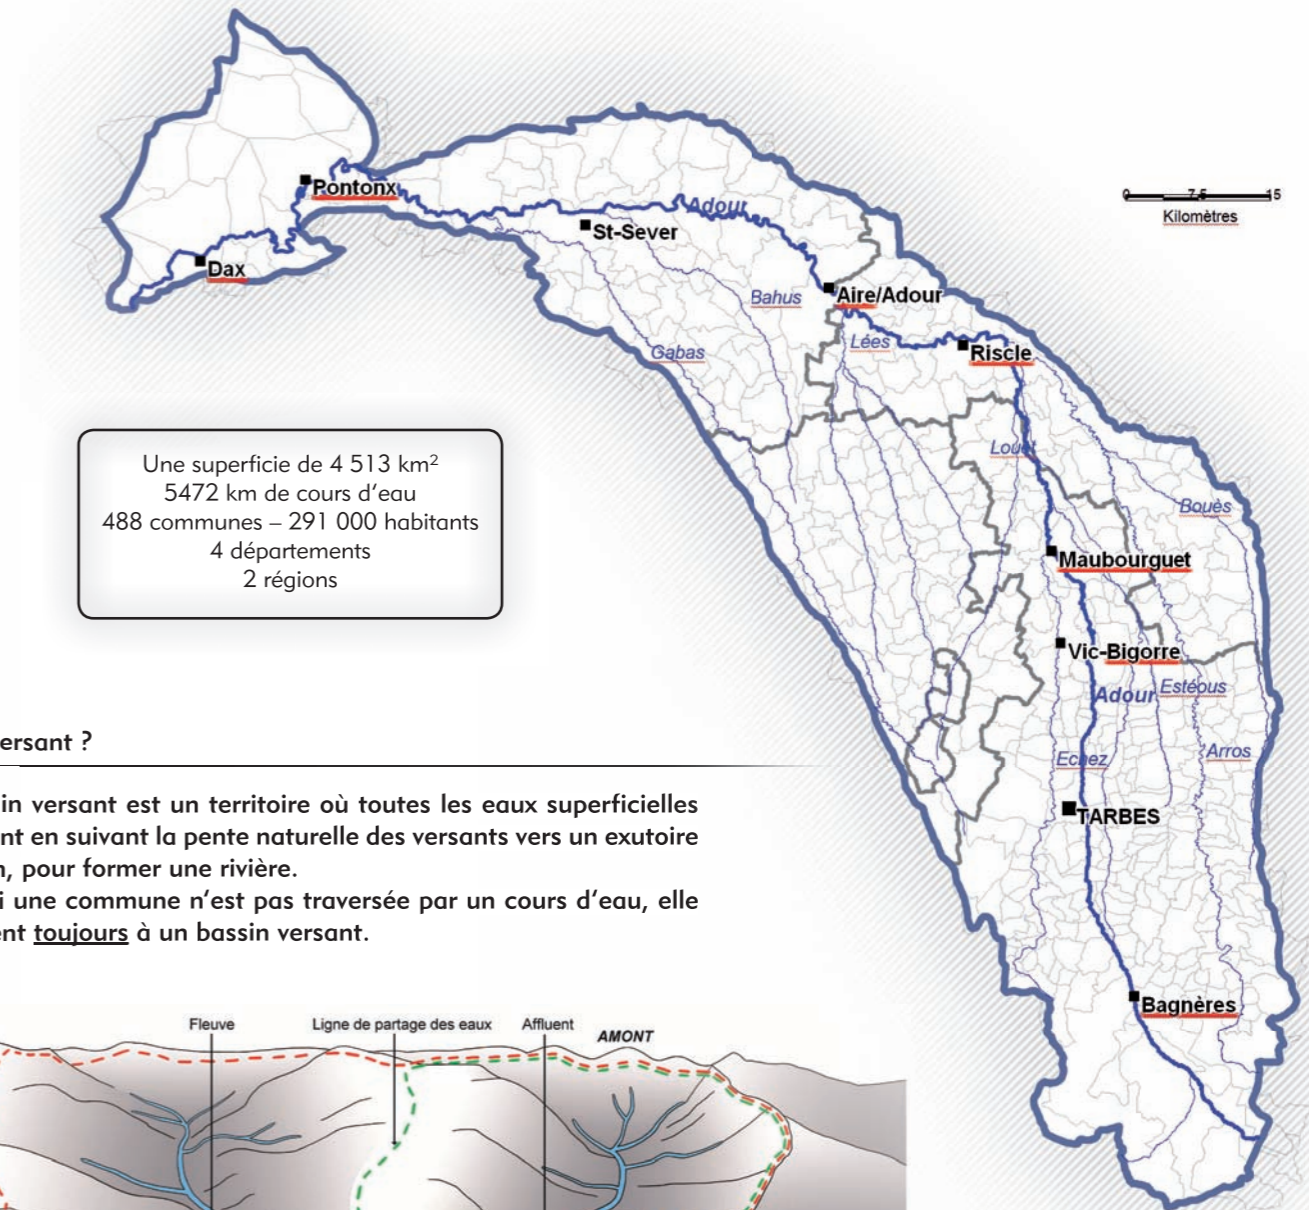 Pontonx
Adour
0 7,5 15
Kilomètres
St-Sever
Dax
Bahus
Aire/Adour
Lées
Gabas
Riscle
Louet
Une superficie de 4 513 km²
5472 km de cours d'eau
488 communes – 291 000 habitants
4 départements
2 régions
Bouès
Maubourguet
Vic-Bigorre
Adour
Estéous
ersant ?
Echez
Arros
in versant est un territoire où toutes les eaux superficielles
nt en suivant la pente naturelle des versants vers un exutoire
n, pour former une rivière.
i une commune n'est pas traversée par un cours d'eau, elle
ent toujours à un bassin versant.
TARBES
Bagnères
Fleuve
Ligne de partage des eaux
Affluent
AMONT